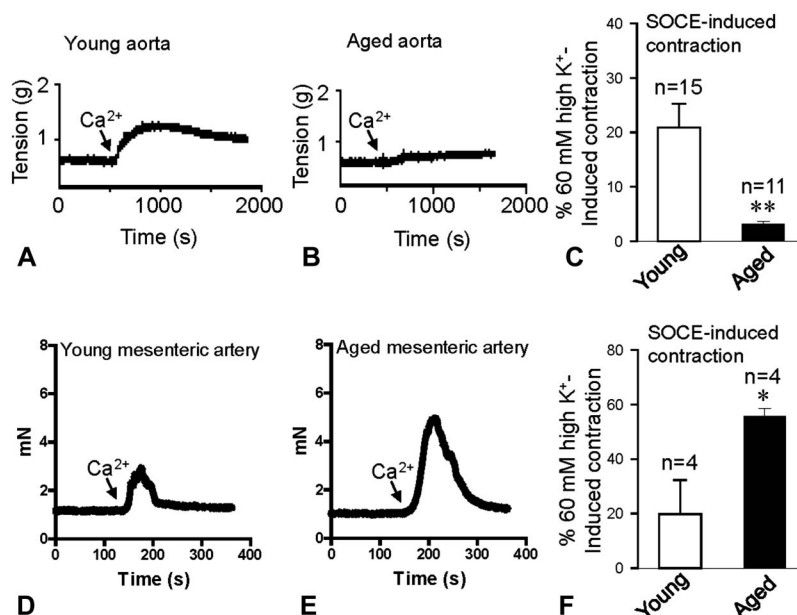 Young aorta
Tension (g)
2
1
Ca²⁺
0
1000
2000
Time (s)
A
Aged aorta
Tension (g)
2
1
Ca²⁺
0
1000
2000
Time (s)
B
SOCE-induced
contraction
% 60 mM high K⁺-
Induced contraction
40
30
20
10
0
n=15
n=11
**
Young
Aged
C
Young mesenteric artery
mN
8
6
4
2
0
Ca²⁺
0
100
200
300
400
Time (s)
D
Aged mesenteric artery
mN
8
6
4
2
0
Ca²⁺
0
100
200
300
400
Time (s)
E
SOCE-induced
contraction
% 60 mM high K⁺-
Induced contraction
80
60
40
20
0
n=4
n=4
*
Young
Aged
F